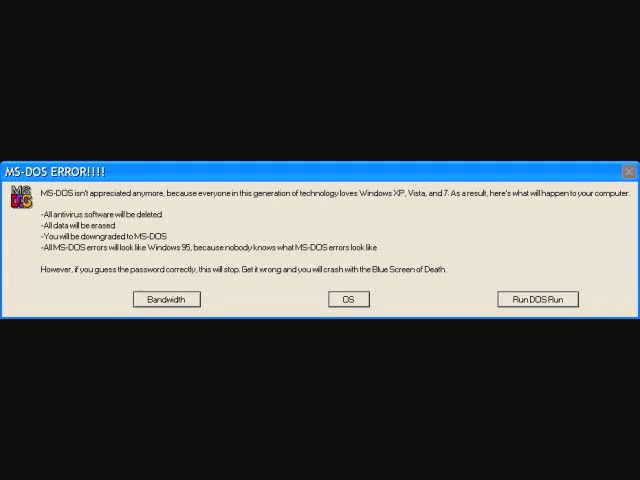 MS-DOS ERROR!!!!
MS
DOS
MS-DOS isn't appreciated anymore, because everyone in this generation of technology loves Windows XP, Vista, and 7. As a result, here's what will happen to your computer.
-All antivirus software will be deleted
-All data will be erased
-You will be downgraded to MS-DOS
-All MS-DOS errors will look like Windows 95, because nobody knows what MS-DOS errors look like
However, if you guess the password correctly, this will stop. Get it wrong and you will crash with the Blue Screen of Death.
Bandwidth OS Run DOS Run